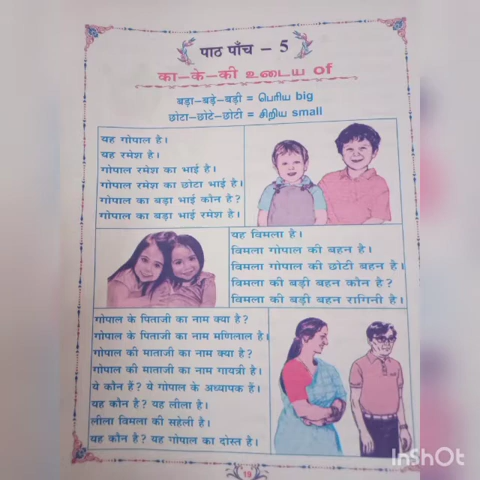 पाठ पाँच – 5
का-के-की உடைய of
बड़ा-बड़े-बड़ी = பெரிய big
छोटा-छोटे-छोटी = சிறிய small
यह गोपाल है।
यह रमेश है।
गोपाल रमेश का भाई है।
गोपाल रमेश का छोटा भाई है।
गोपाल का बड़ा भाई कौन है?
गोपाल का बड़ा भाई रमेश है।
यह विमला है।
विमला गोपाल की बहन है।
विमला गोपाल की छोटी बहन है।
विमला की बड़ी बहन कौन है?
विमला की बड़ी बहन रागिनी है।
गोपाल के पिताजी का नाम क्या है?
गोपाल के पिताजी का नाम मणिलाल है।
गोपाल की माताजी का नाम क्या है?
गोपाल की माताजी का नाम गायत्री है।
ये कौन हैं? ये गोपाल के अध्यापक हैं।
यह कौन है? यह लीला है।
लीला विमला की सहेली है।
यह कौन है? यह गोपाल का दोस्त है।
19
InShOt